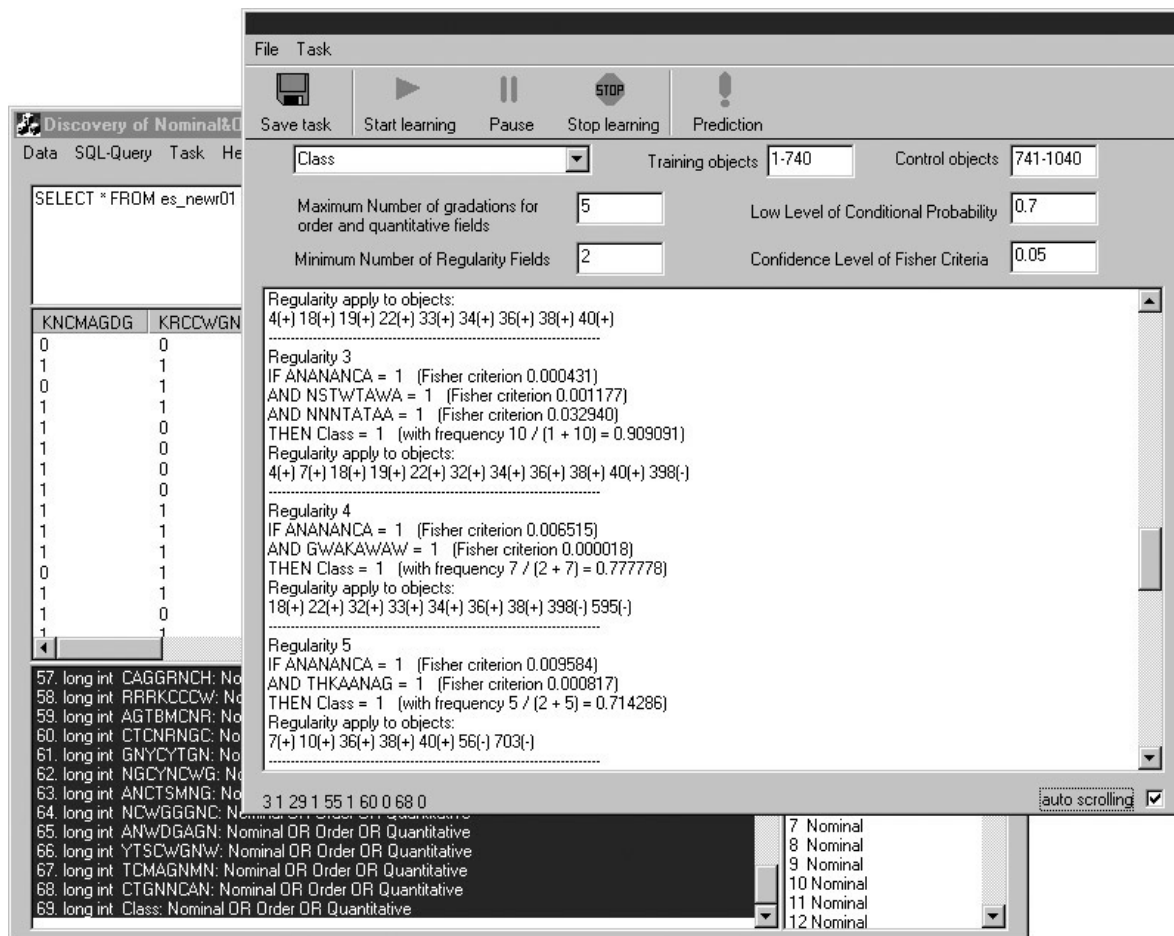 File Task
STOP
Save task Start learning Pause Stop learning Prediction
Class Training objects 1-740 Control objects 741-1040
Maximum Number of gradations for
order and quantitative fields 5 Low Level of Conditional Probability 0.7
Minimum Number of Regularity Fields 2 Confidence Level of Fisher Criteria 0.05
Regularity apply to objects:
4(+) 18(+) 19(+) 22(+) 33(+) 34(+) 36(+) 38(+) 40(+)
Regularity 3
IF ANANANCA = 1 (Fisher criterion 0.000431)
AND NSTWTAWA = 1 (Fisher criterion 0.001177)
AND NNNTATAA = 1 (Fisher criterion 0.032940)
THEN Class = 1 (with frequency 10 / (1 + 10) = 0.909091)
Regularity apply to objects:
4(+) 7(+) 18(+) 19(+) 22(+) 32(+) 34(+) 36(+) 38(+) 40(+) 398(-)
Regularity 4
IF ANANANCA = 1 (Fisher criterion 0.006515)
AND GWAKAWAW = 1 (Fisher criterion 0.000018)
THEN Class = 1 (with frequency 7 / (2 + 7) = 0.777778)
Regularity apply to objects:
18(+) 22(+) 32(+) 33(+) 34(+) 36(+) 38(+) 398(-) 595(-)
Regularity 5
IF ANANANCA = 1 (Fisher criterion 0.009584)
AND THKAANAG = 1 (Fisher criterion 0.000817)
THEN Class = 1 (with frequency 5 / (2 + 5) = 0.714286)
Regularity apply to objects:
7(+) 10(+) 36(+) 38(+) 40(+) 56(-) 703(-)
3 1 29 1 55 1 60 0 68 0 auto scrolling
Discovery of Nominal&O
Data SQL-Query Task He
SELECT * FROM es_newr01
KNCMAGDG KRCCWGN
0 0
1 1
0 1
1 1
1 0
1 0
1 0
1 0
1 1
1 1
1 1
0 1
1 1
1 0
1 1
57. long int CAGGRNCH: No
58. long int RRRKCCCW: No
59. long int AGTBMCNR: No
60. long int CTCNRNGC: No
61. long int GNYCYTGN: No
62. long int NGCYNCWG: No
63. long int ANCTSMNG: No
64. long int NCWGGGNC: Nominal OR Order OR Quantitative
65. long int ANWDGAGN: Nominal OR Order OR Quantitative
66. long int YTSCWGNW: Nominal OR Order OR Quantitative
67. long int TCMAGNMN: Nominal OR Order OR Quantitative
68. long int CTGNNCAN: Nominal OR Order OR Quantitative
69. long int Class: Nominal OR Order OR Quantitative
7 Nominal
8 Nominal
9 Nominal
10 Nominal
11 Nominal
12 Nominal